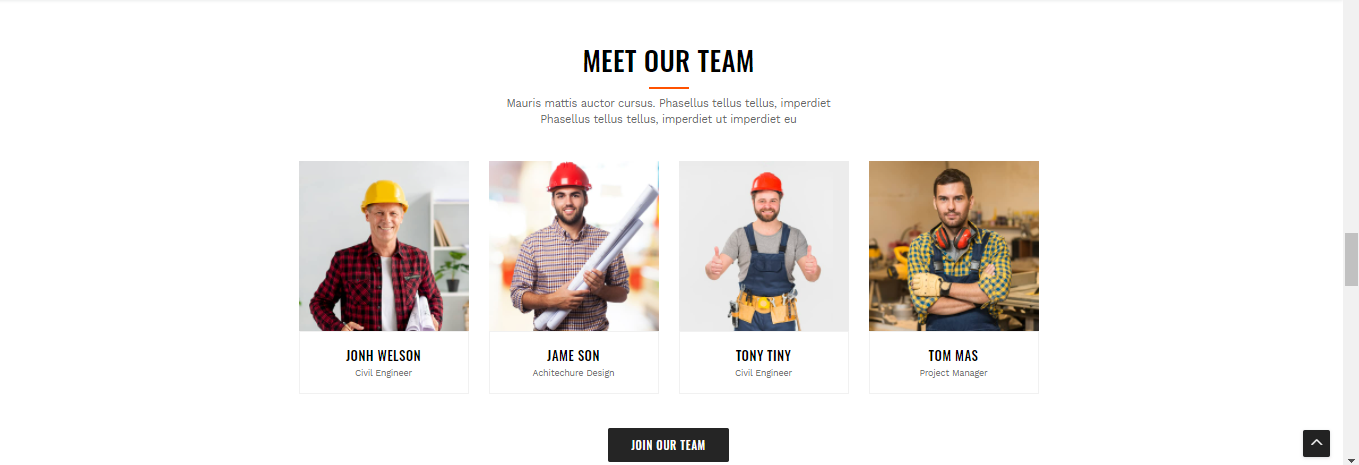 MEET OUR TEAM
Mauris mattis auctor cursus. Phasellus tellus tellus, imperdiet
Phasellus tellus tellus, imperdiet ut imperdiet eu
JONH WELSON
Civil Engineer
JAME SON
Achitechure Design
TONY TINY
Civil Engineer
TOM MAS
Project Manager
JOIN OUR TEAM